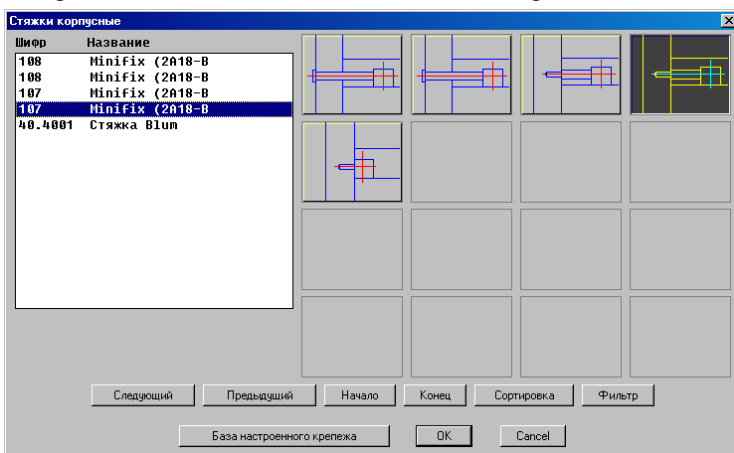 Стяжки корпусные
Шифр Название
108 Minifix (2A18-B
108 Minifix (2A18-B
107 Minifix (2A18-B
107 Minifix (2A18-B
40.4001 Стяжка Blum
Следующий Предыдущий Начало Конец Сортировка Фильтр
База настроенного крепежа OK Cancel